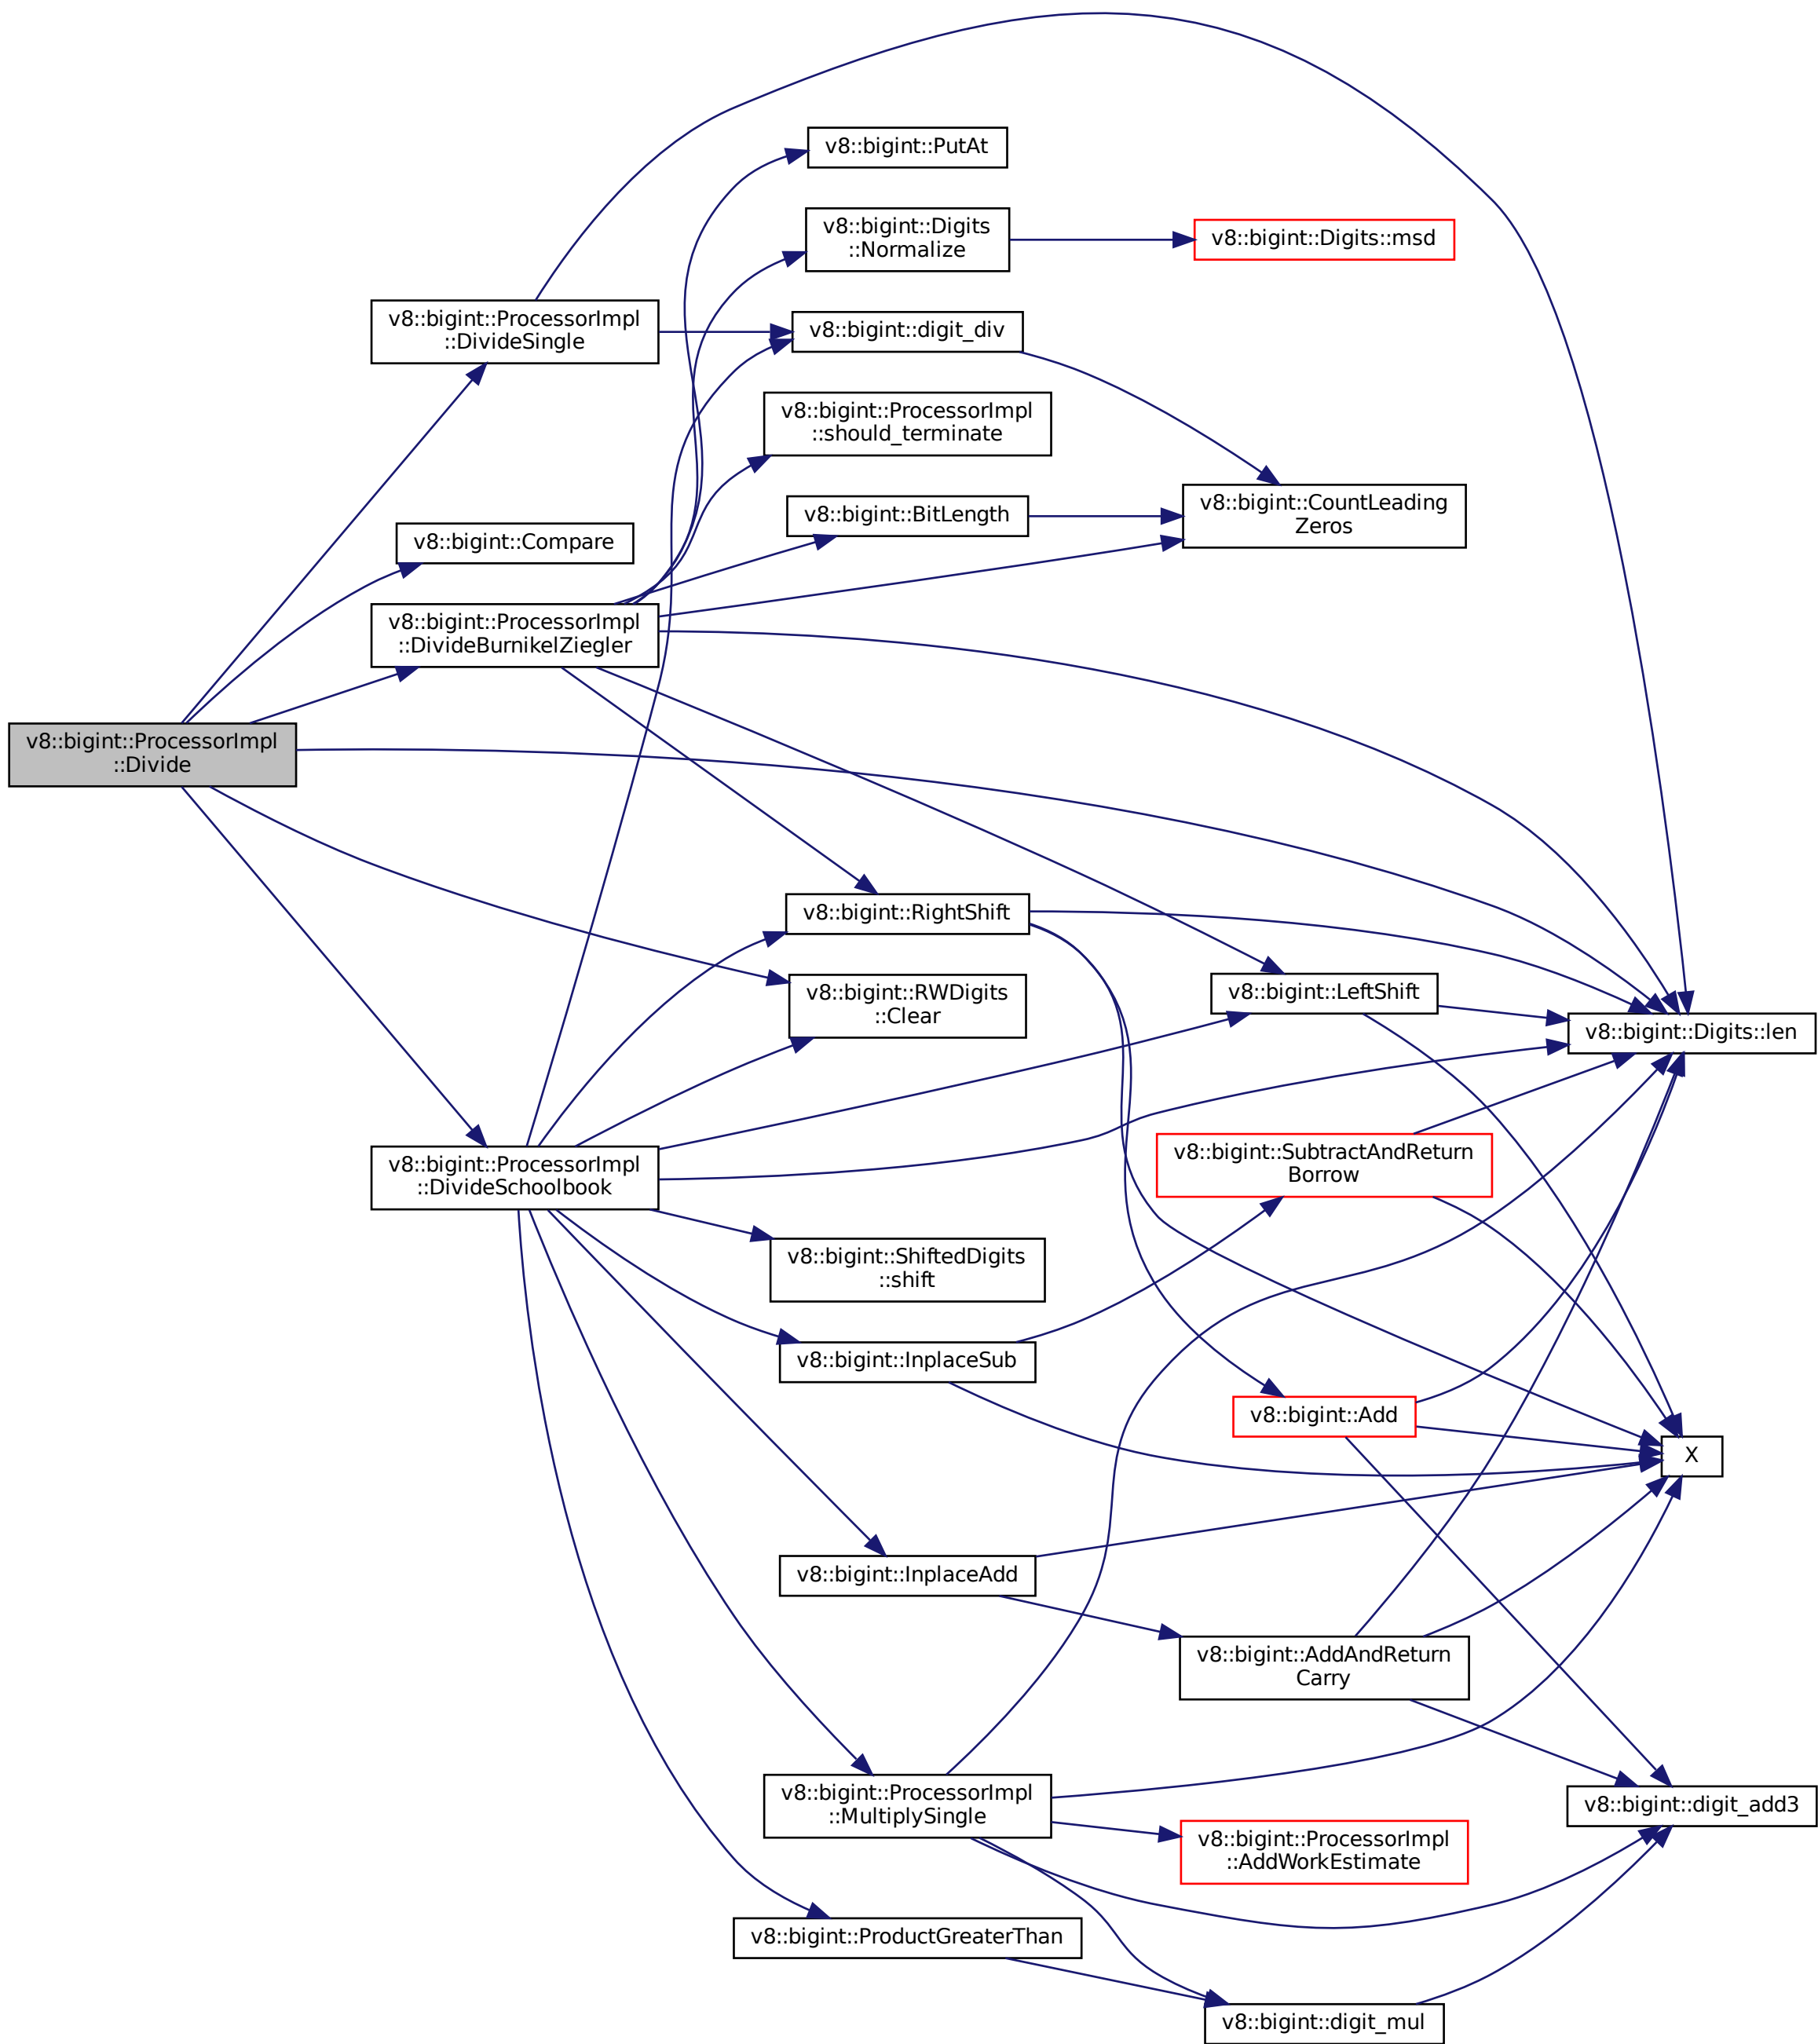 v8::bigint::PutAt
v8::bigint::Digits
::Normalize
v8::bigint::Digits::msd
v8::bigint::ProcessorImpl
::DivideSingle
v8::bigint::digit_div
v8::bigint::ProcessorImpl
::should_terminate
v8::bigint::BitLength
v8::bigint::CountLeading
Zeros
v8::bigint::Compare
v8::bigint::ProcessorImpl
::DivideBurnikelZiegler
v8::bigint::ProcessorImpl
::Divide
v8::bigint::RightShift
v8::bigint::RWDigits
::Clear
v8::bigint::LeftShift
v8::bigint::Digits::len
v8::bigint::SubtractAndReturn
Borrow
v8::bigint::ProcessorImpl
::DivideSchoolbook
v8::bigint::ShiftedDigits
::shift
v8::bigint::InplaceSub
v8::bigint::Add
X
v8::bigint::InplaceAdd
v8::bigint::AddAndReturn
Carry
v8::bigint::ProcessorImpl
::MultiplySingle
v8::bigint::digit_add3
v8::bigint::ProcessorImpl
::AddWorkEstimate
v8::bigint::ProductGreaterThan
v8::bigint::digit_mul